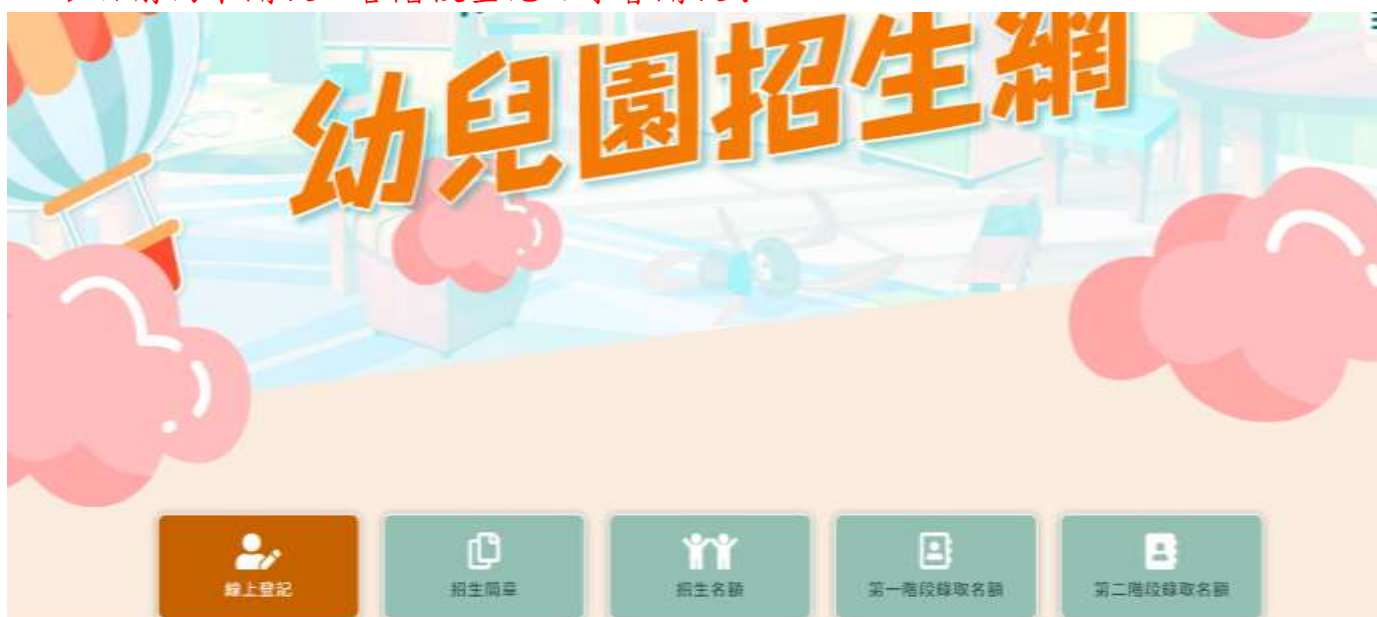 幼兒園招生網
線上登記
招生簡章
招生名額
第一階段錄取名額
第二階段錄取名額